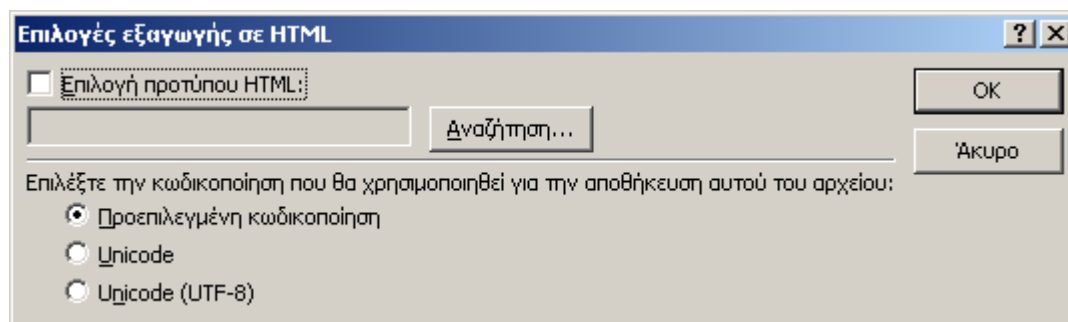 Επιλογές εξαγωγής σε HTML
Επιλογή προτύπου HTML:
OK
Αναζήτηση...
Άκυρο
Επιλέξτε την κωδικοποίηση που θα χρησιμοποιηθεί για την αποθήκευση αυτού του αρχείου:
Προεπιλεγμένη κωδικοποίηση
Unicode
Unicode (UTF-8)